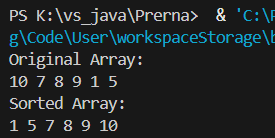 PS K:\vs_java\Prerna>  & 'C:\P
g\Code\User\workspaceStorage\b
Original Array:
10 7 8 9 1 5
Sorted Array:
1 5 7 8 9 10